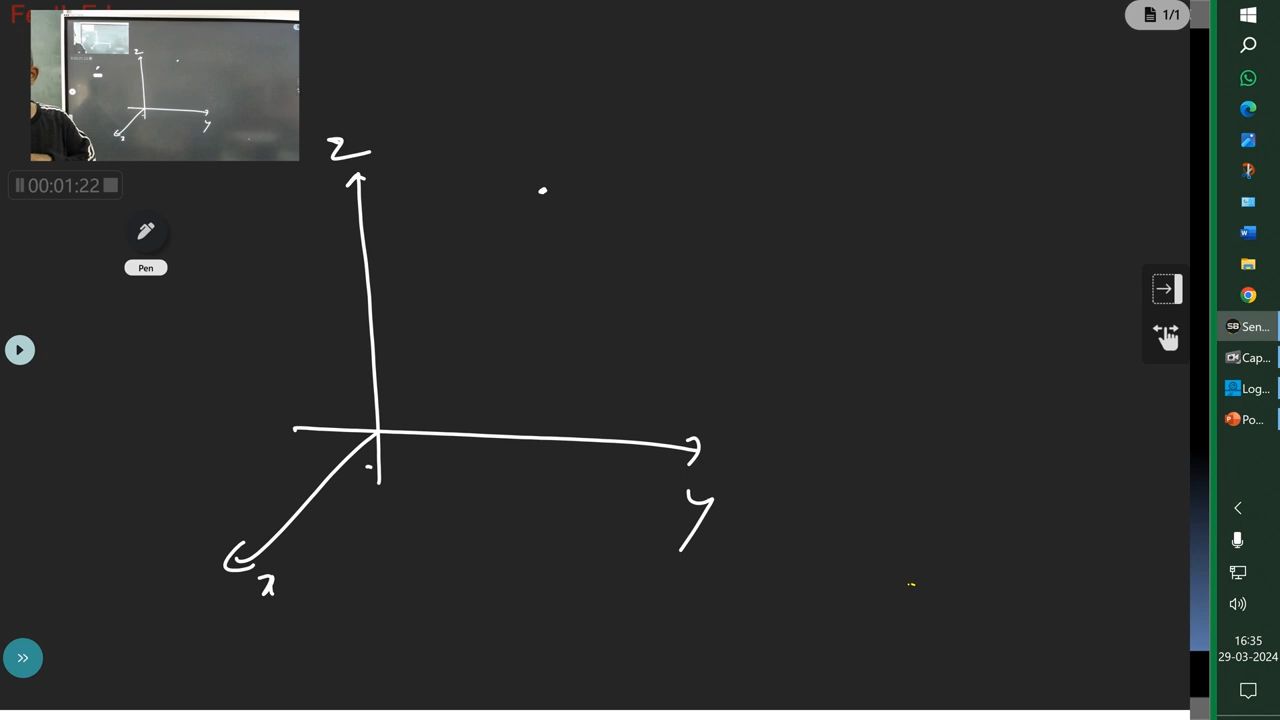 1/1
00:01:22
Pen
z
y
x
Sen...
Cap...
Log...
Po...
16:35
29-03-2024